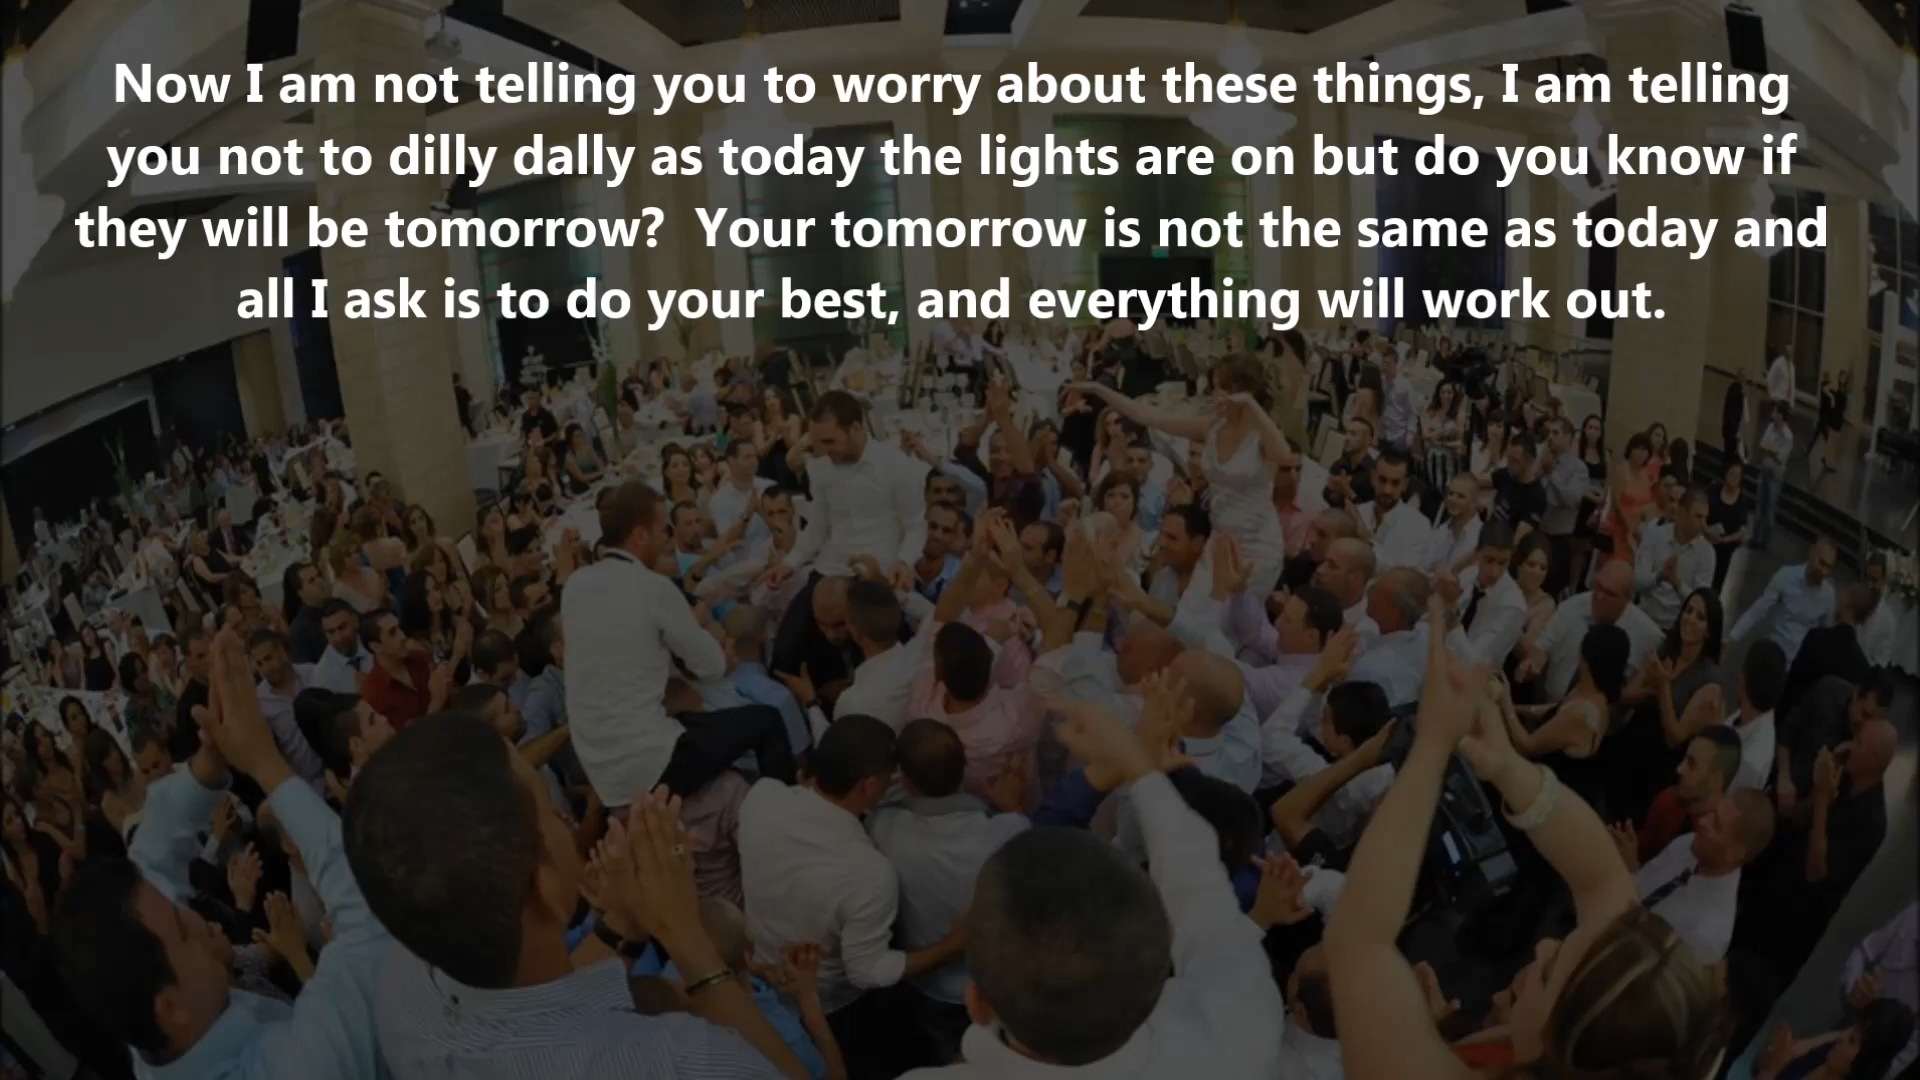 Now I am not telling you to worry about these things, I am telling
you not to dilly dally as today the lights are on but do you know if
they will be tomorrow?  Your tomorrow is not the same as today and
all I ask is to do your best, and everything will work out.